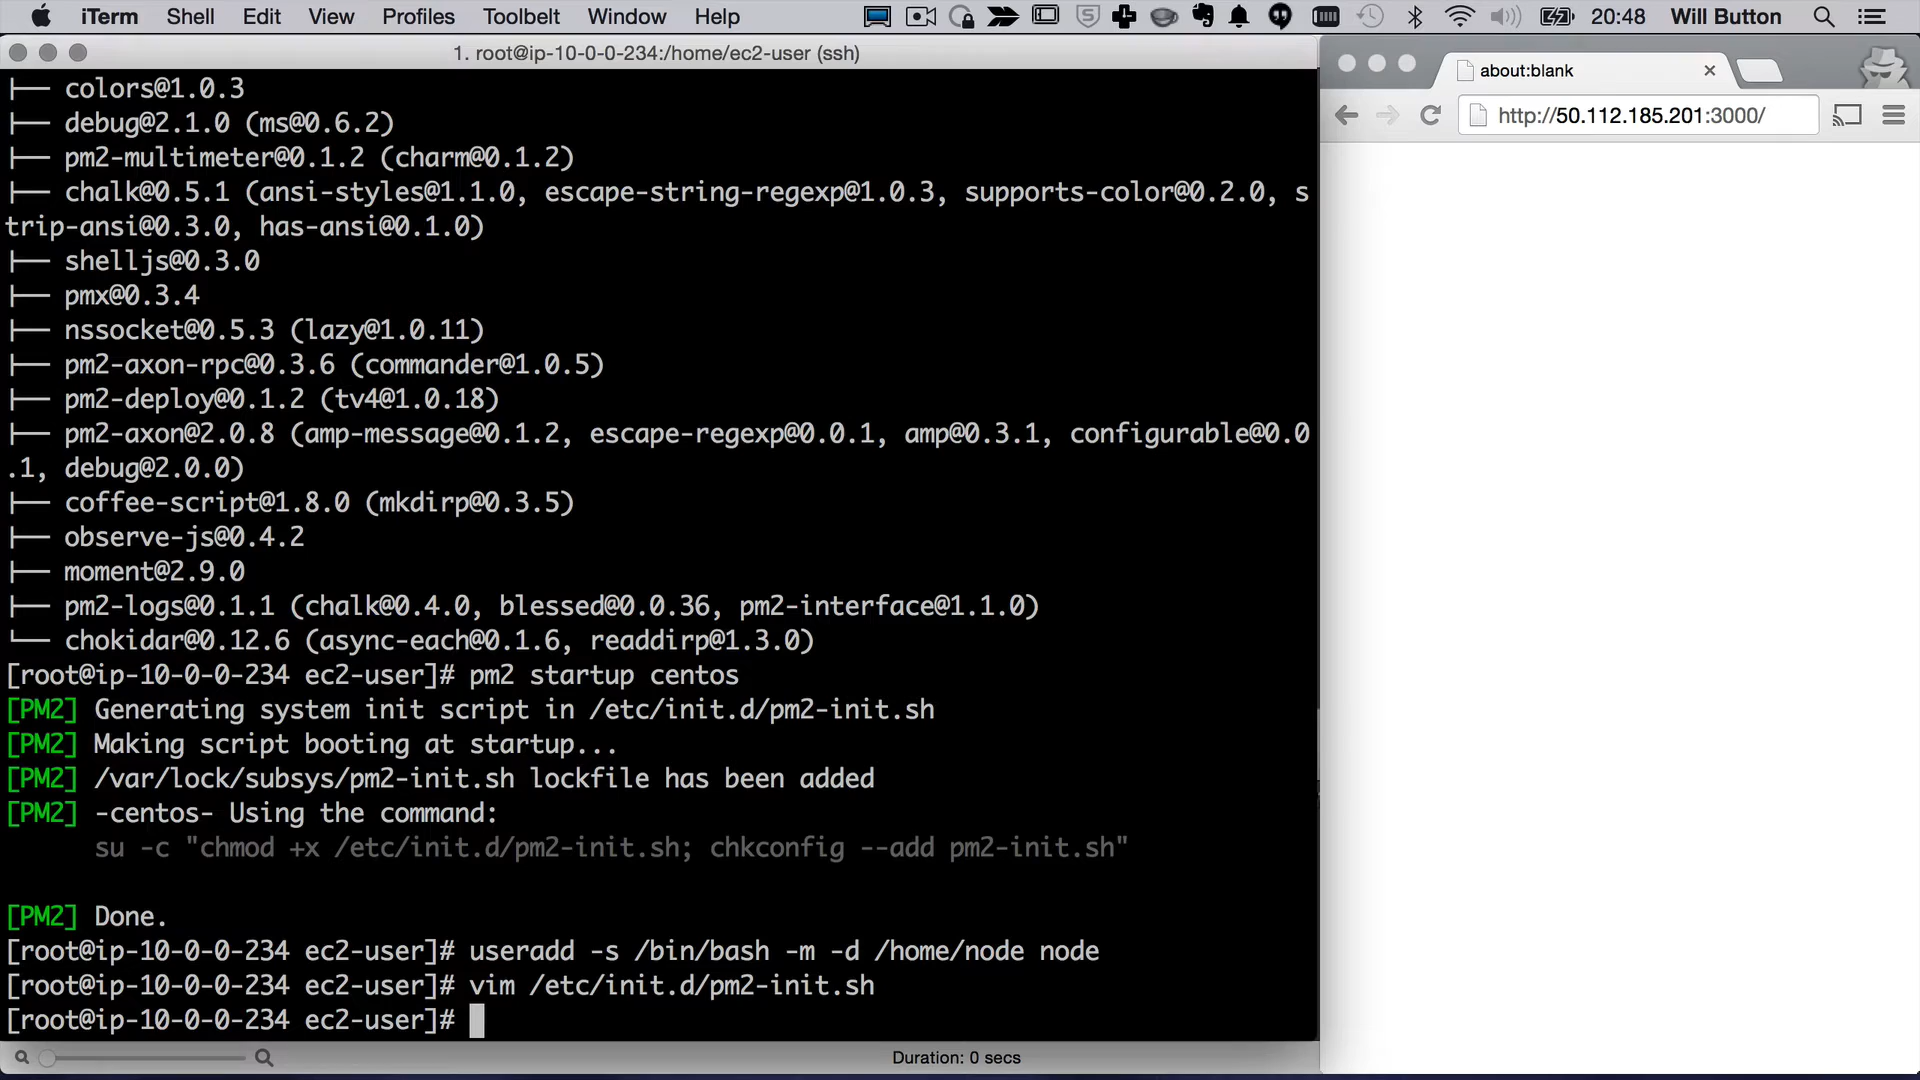 iTerm Shell Edit View Profiles Toolbelt Window Help 20:48 Will Button
1. root@ip-10-0-0-234:/home/ec2-user (ssh)
├── colors@1.0.3
├── debug@2.1.0 (ms@0.6.2)
├── pm2-multimeter@0.1.2 (charm@0.1.2)
├── chalk@0.5.1 (ansi-styles@1.1.0, escape-string-regexp@1.0.3, supports-color@0.2.0, s
trip-ansi@0.3.0, has-ansi@0.1.0)
├── shelljs@0.3.0
├── pmx@0.3.4
├── nssocket@0.5.3 (lazy@1.0.11)
├── pm2-axon-rpc@0.3.6 (commander@1.0.5)
├── pm2-deploy@0.1.2 (tv4@1.0.18)
├── pm2-axon@2.0.8 (amp-message@0.1.2, escape-regexp@0.0.1, amp@0.3.1, configurable@0.0
.1, debug@2.0.0)
├── coffee-script@1.8.0 (mkdirp@0.3.5)
├── observe-js@0.4.2
├── moment@2.9.0
├── pm2-logs@0.1.1 (chalk@0.4.0, blessed@0.0.36, pm2-interface@1.1.0)
└── chokidar@0.12.6 (async-each@0.1.6, readdirp@1.3.0)
[root@ip-10-0-0-234 ec2-user]# pm2 startup centos
[PM2] Generating system init script in /etc/init.d/pm2-init.sh
[PM2] Making script booting at startup...
[PM2] /var/lock/subsys/pm2-init.sh lockfile has been added
[PM2] -centos- Using the command:
su -c "chmod +x /etc/init.d/pm2-init.sh; chkconfig --add pm2-init.sh"
[PM2] Done.
[root@ip-10-0-0-234 ec2-user]# useradd -s /bin/bash -m -d /home/node node
[root@ip-10-0-0-234 ec2-user]# vim /etc/init.d/pm2-init.sh
[root@ip-10-0-0-234 ec2-user]#
Duration: 0 secs
about:blank
http://50.112.185.201:3000/